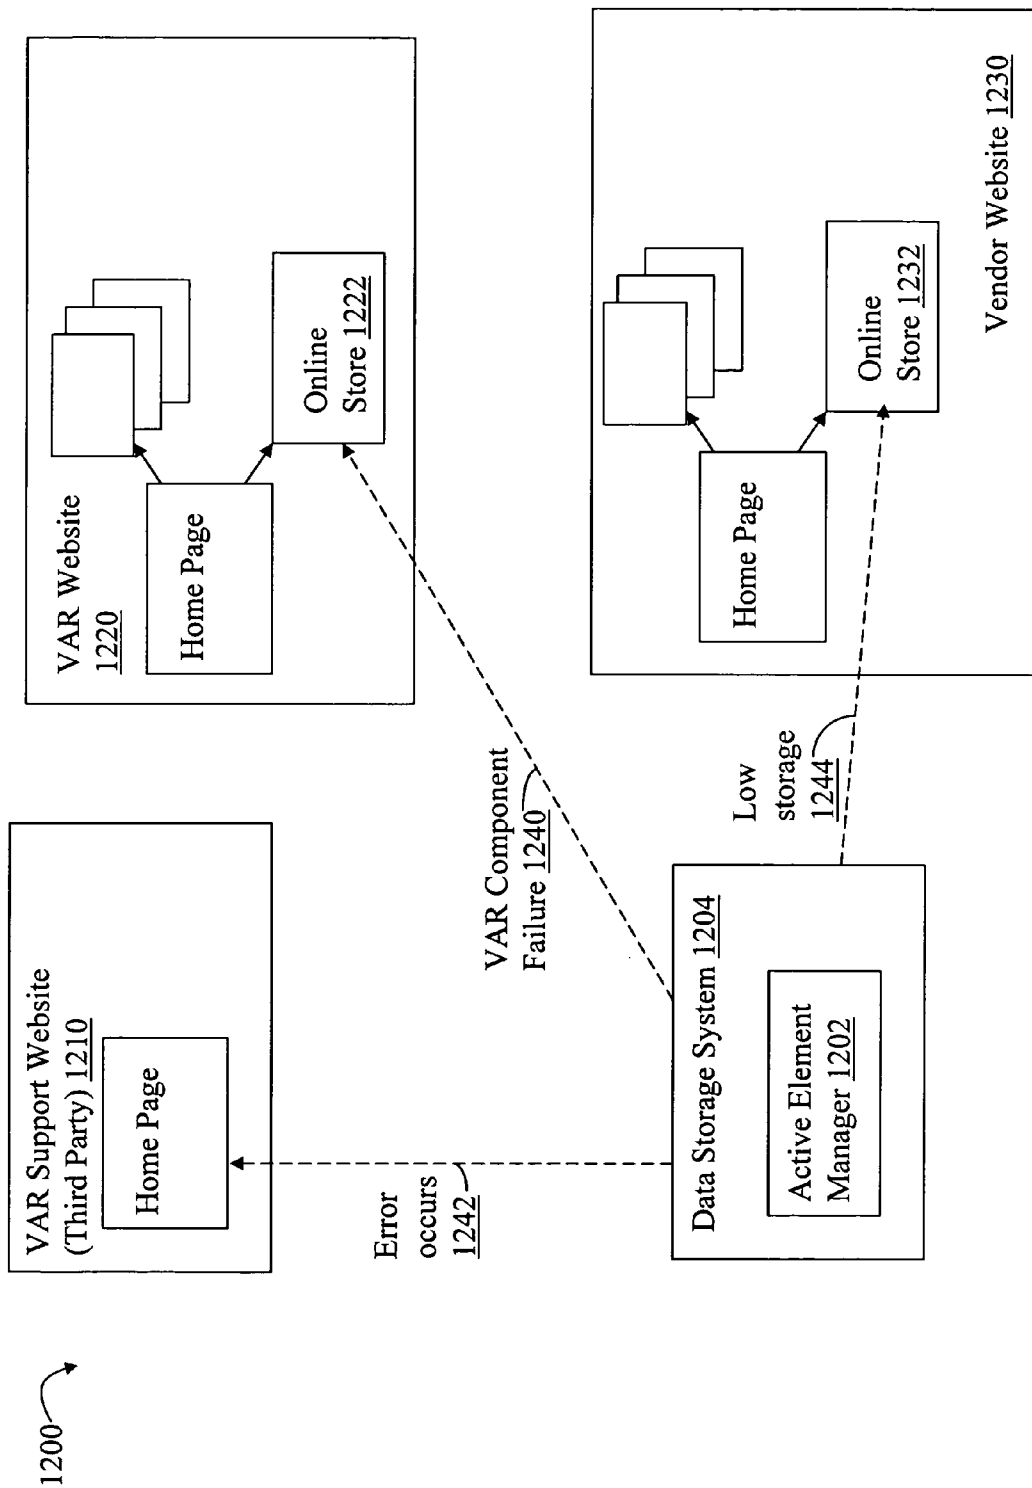 1200
VAR Support Website
(Third Party) 1210
Home Page
VAR Website
1220
Home Page
Online
Store 1222
Error
occurs
1242
VAR Component
Failure 1240
Data Storage System 1204
Active Element
Manager 1202
Low
storage
1244
Home Page
Online
Store 1232
Vendor Website 1230